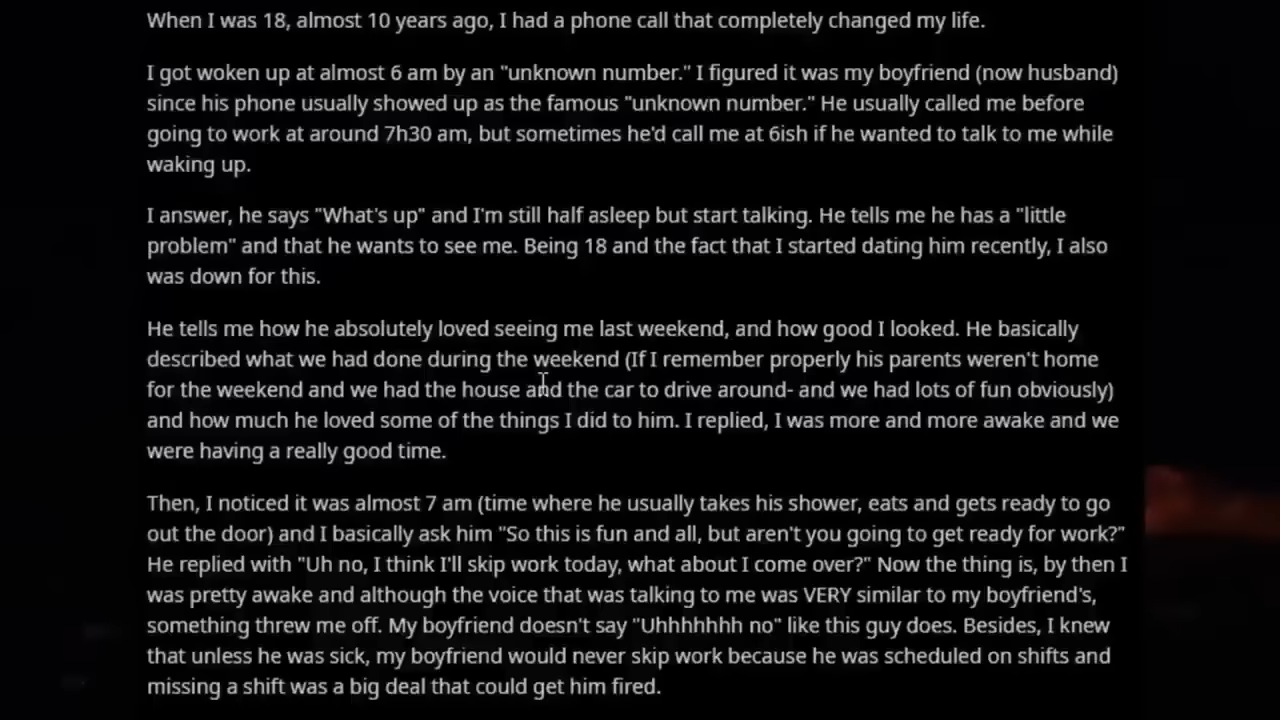 When I was 18, almost 10 years ago, I had a phone call that completely changed my life.
I got woken up at almost 6 am by an "unknown number." I figured it was my boyfriend (now husband)
since his phone usually showed up as the famous "unknown number." He usually called me before
going to work at around 7h30 am, but sometimes he'd call me at 6ish if he wanted to talk to me while
waking up.
I answer, he says "What's up" and I'm still half asleep but start talking. He tells me he has a "little
problem" and that he wants to see me. Being 18 and the fact that I started dating him recently, I also
was down for this.
He tells me how he absolutely loved seeing me last weekend, and how good I looked. He basically
described what we had done during the weekend (If I remember properly his parents weren't home
for the weekend and we had the house and the car to drive around- and we had lots of fun obviously)
and how much he loved some of the things I did to him. I replied, I was more and more awake and we
were having a really good time.
Then, I noticed it was almost 7 am (time where he usually takes his shower, eats and gets ready to go
out the door) and I basically ask him "So this is fun and all, but aren't you going to get ready for work?"
He replied with "Uh no, I think I'll skip work today, what about I come over?" Now the thing is, by then I
was pretty awake and although the voice that was talking to me was VERY similar to my boyfriend's,
something threw me off. My boyfriend doesn't say "Uhhhhhhh no" like this guy does. Besides, I knew
that unless he was sick, my boyfriend would never skip work because he was scheduled on shifts and
missing a shift was a big deal that could get him fired.